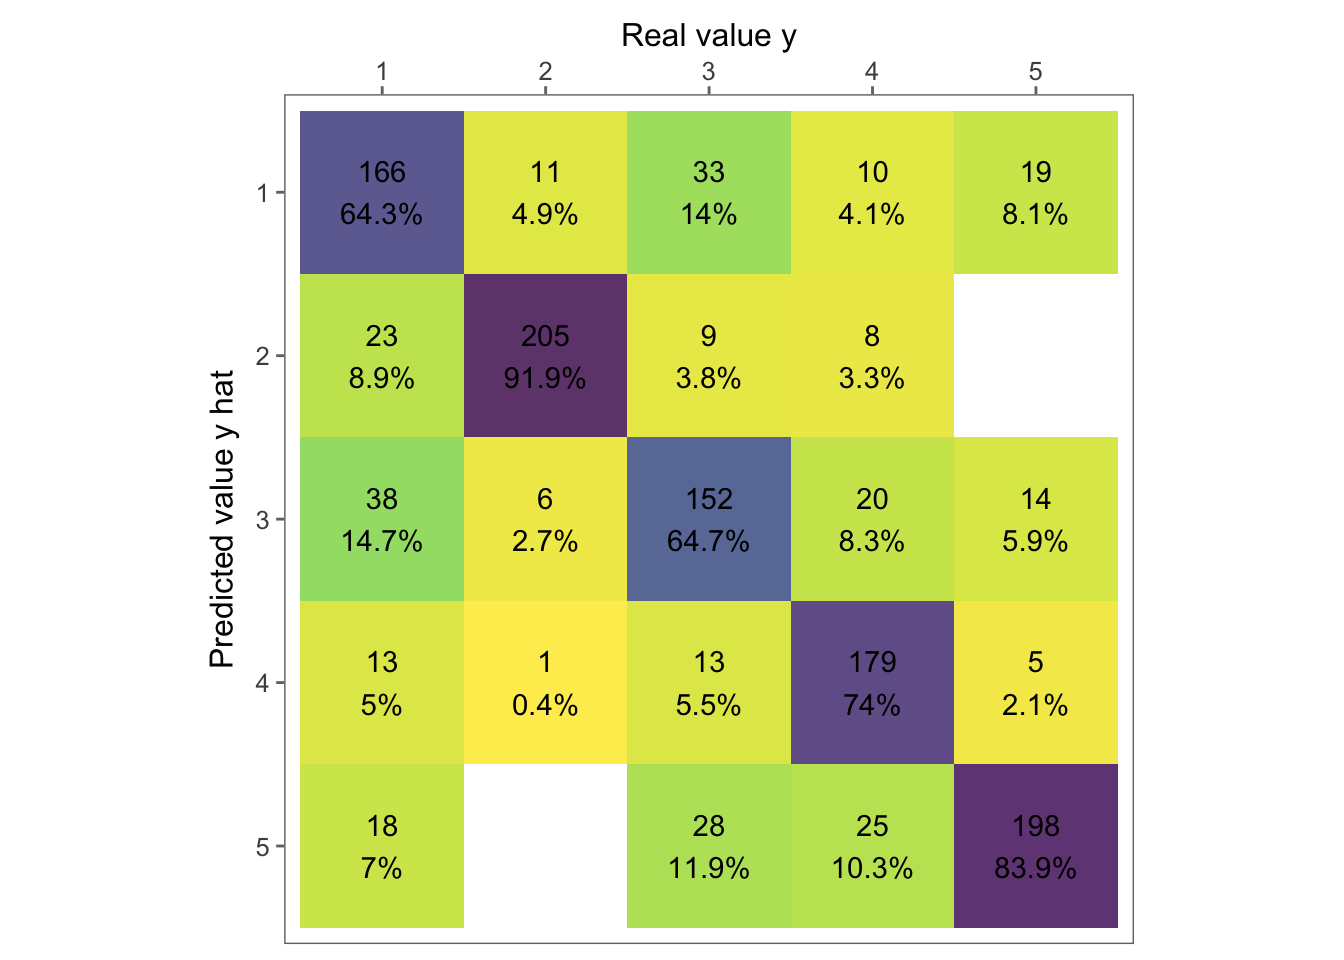 Real value y
1 2 3 4 5
Predicted value y hat
1
166 11 33 10 19
64.3% 4.9% 14% 4.1% 8.1%
2
23 205 9 8
8.9% 91.9% 3.8% 3.3%
3
38 6 152 20 14
14.7% 2.7% 64.7% 8.3% 5.9%
4
13 1 13 179 5
5% 0.4% 5.5% 74% 2.1%
5
18 28 25 198
7% 11.9% 10.3% 83.9%